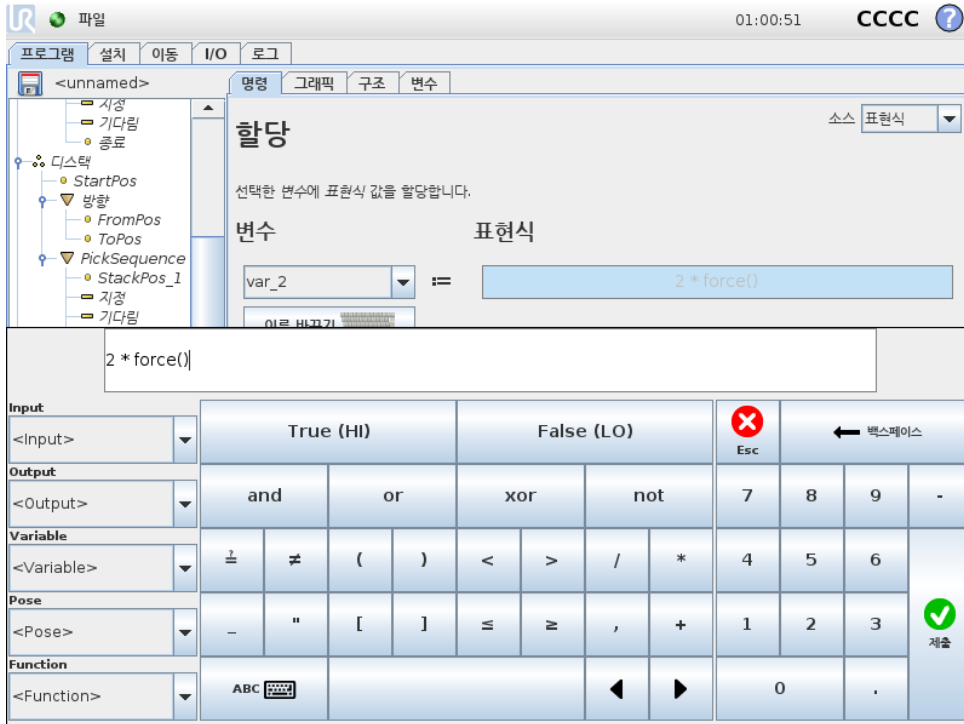 UR 파일 01:00:51 CCCC ?
프로그램 설치 이동 I/O 로그
<unnamed> 명령 그래픽 구조 변수
지정
기다림
종료
디스택
StartPos
방향
FromPos
ToPos
PickSequence
StackPos_1
지정
기다림
할당
소스 표현식
선택한 변수에 표현식 값을 할당합니다.
변수 표현식
var_2 := 2 * force()
이름 바꾸기
2 * force()
Input
<Input> True (HI) False (LO) Esc 백스페이스
Output
<Output> and or xor not 7 8 9 -
Variable
<Variable> ≟ ≠ ( ) < > / * 4 5 6
Pose
<Pose> _ " [ ] ≤ ≥ , + 1 2 3 제출
Function
<Function> ABC 0 .